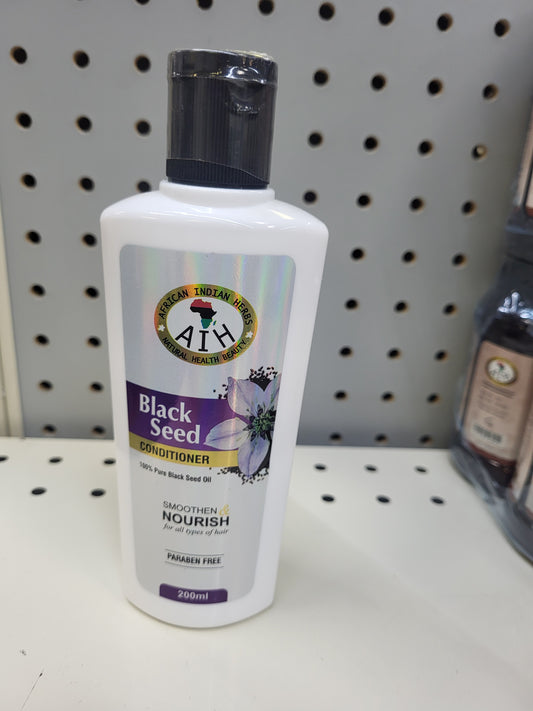 AFRICAN INDIAN HERBS
AIH
NATURAL HEALTH BEAUTY
Black
Seed
CONDITIONER
100% Pure Black Seed Oil
SMOOTHEN &
NOURISH
for all types of hair
PARABEN FREE
200ml